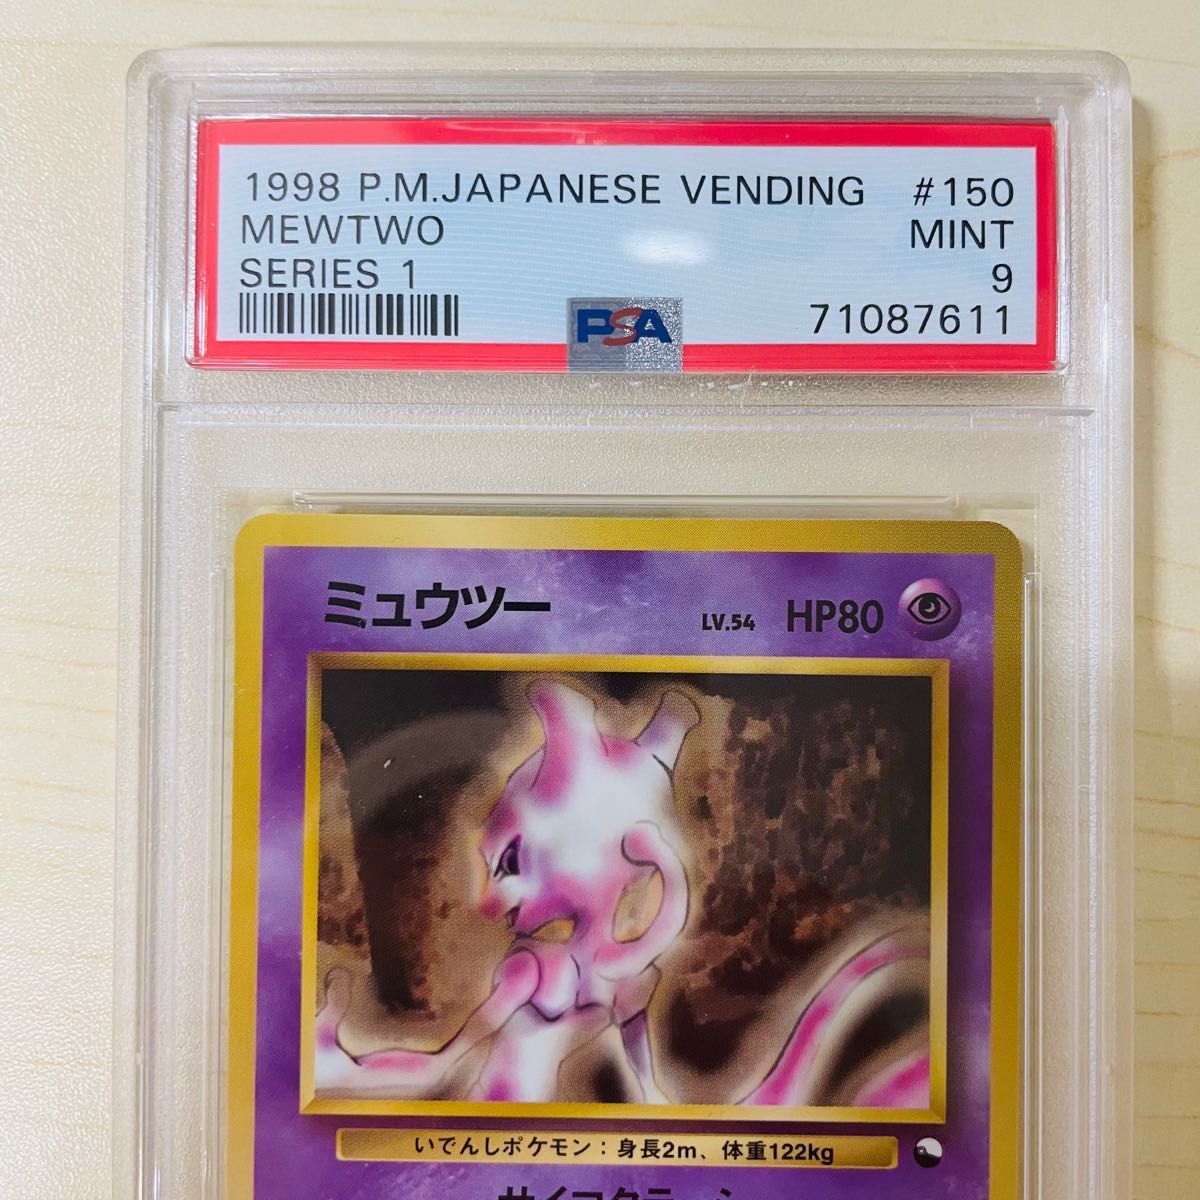 1998 P.M.JAPANESE VENDING #150
MEWTWO MINT
SERIES 1 9
71087611
PSA
ミュウツー LV.54 HP80
いでんしポケモン：身長2m、体重122kg